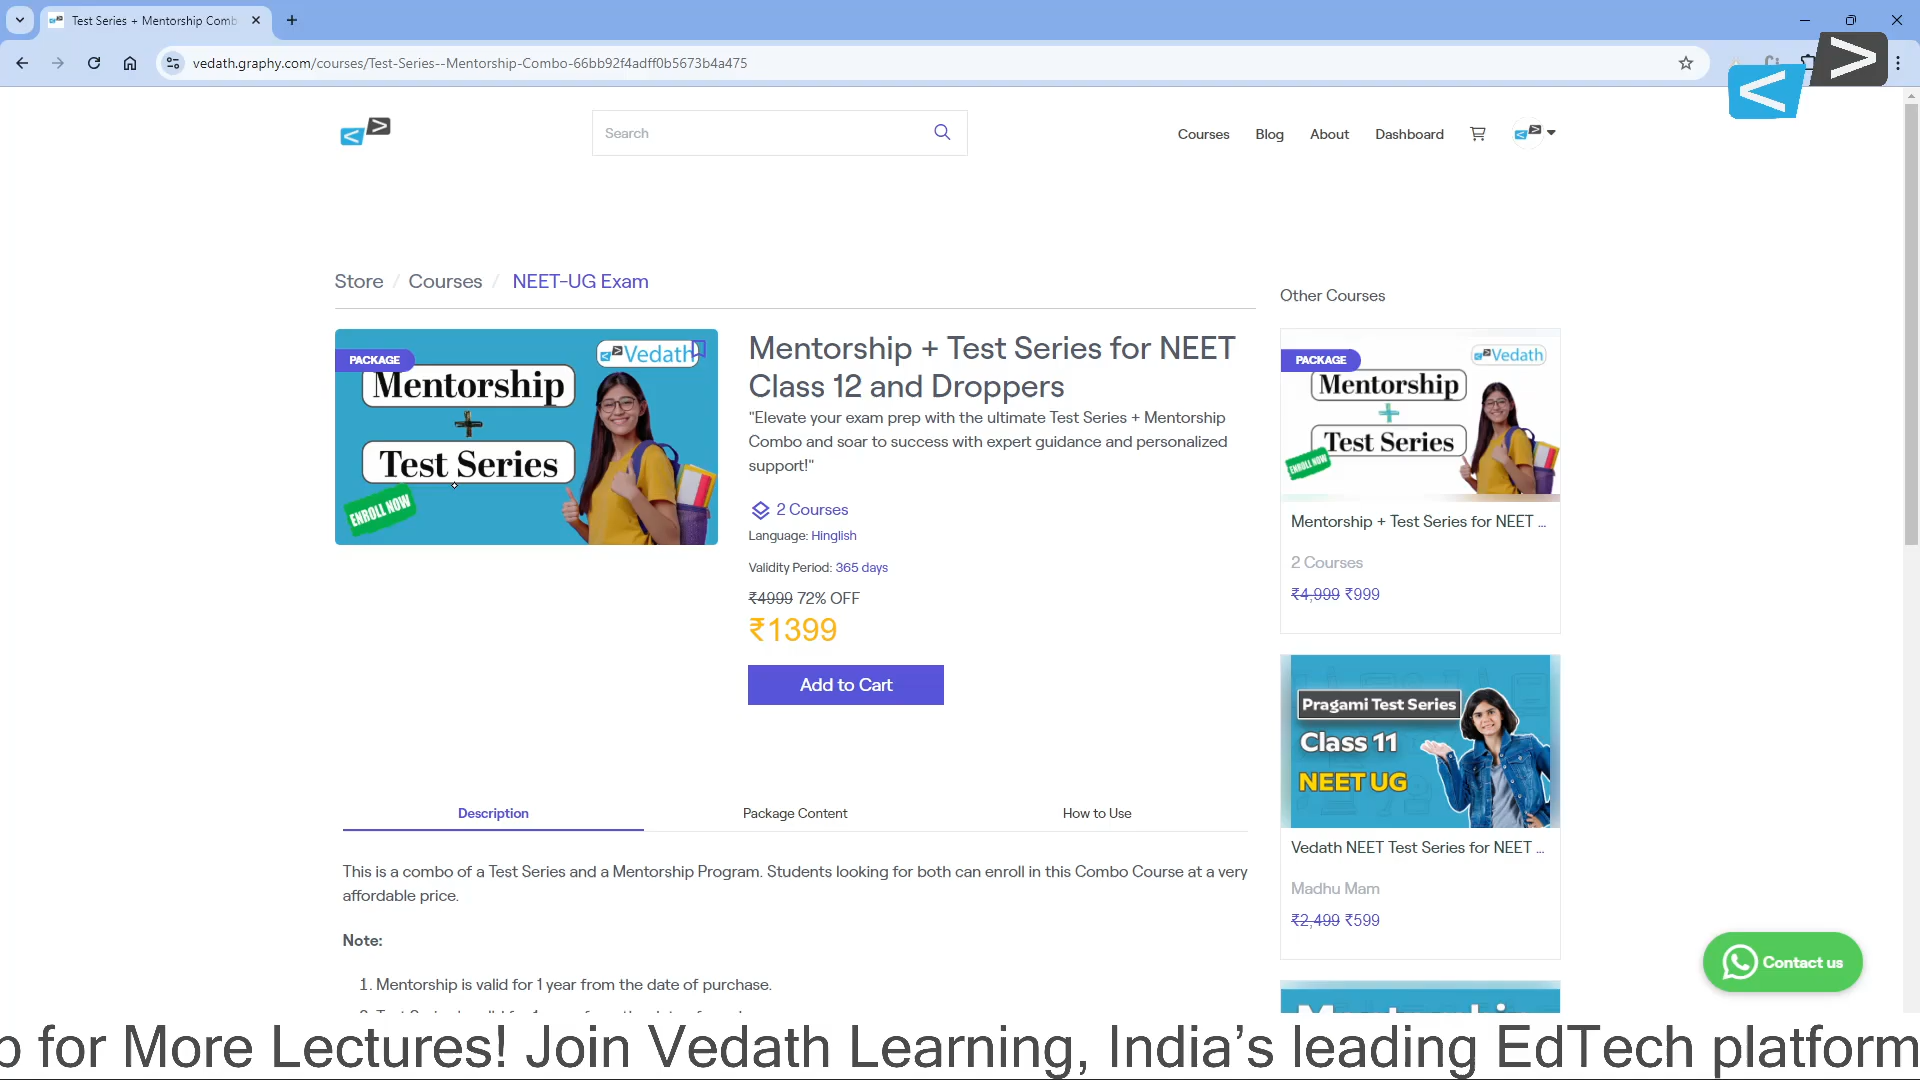 Test Series + Mentorship Comb
vedath.graphy.com/courses/Test-Series--Mentorship-Combo-66bb92f4adff0b5673b4a475
Search
Courses
Blog
About
Dashboard
Store / Courses / NEET-UG Exam
PACKAGE
Vedath
Mentorship
+
Test Series
ENROLL NOW
Mentorship + Test Series for NEET
Class 12 and Droppers
"Elevate your exam prep with the ultimate Test Series + Mentorship
Combo and soar to success with expert guidance and personalized
support!"
2 Courses
Language: Hinglish
Validity Period: 365 days
₹4999 72% OFF
₹1399
Add to Cart
Description
Package Content
How to Use
This is a combo of a Test Series and a Mentorship Program. Students looking for both can enroll in this Combo Course at a very
affordable price.
Note:
1. Mentorship is valid for 1 year from the date of purchase.
Other Courses
PACKAGE
Vedath
Mentorship
+
Test Series
ENROLL NOW
Mentorship + Test Series for NEET ...
2 Courses
₹4,999 ₹999
Pragami Test Series
Class 11
NEET UG
Vedath NEET Test Series for NEET ...
Madhu Mam
₹2,499 ₹599
Contact us
p for More Lectures! Join Vedath Learning, India's leading EdTech platform